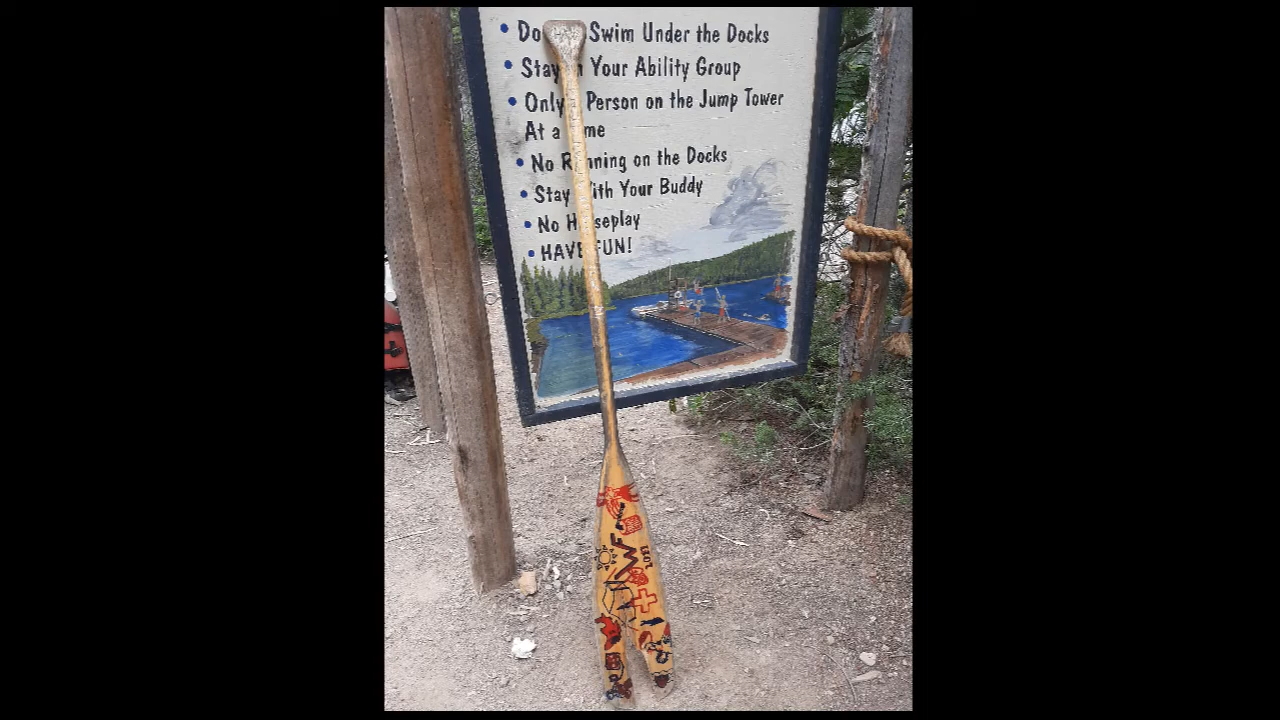 • Do Swim Under the Docks
• Stay Your Ability Group
• Only Person on the Jump Tower
At a me
• No R nning on the Docks
• Stay ith Your Buddy
• No H seplay
• HAVE FUN!